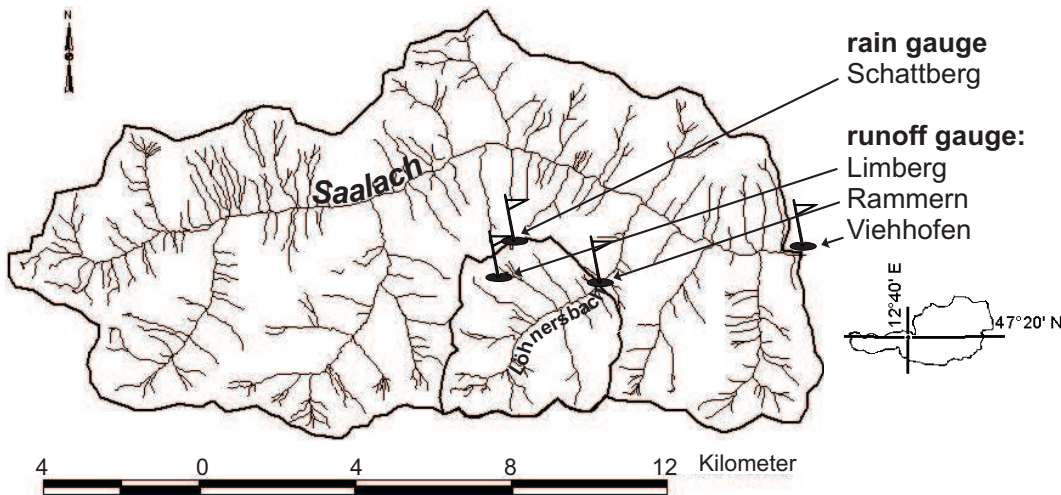 N
rain gauge
Schattberg
runoff gauge:
Limberg
Rammern
Viehhofen
Saalach
Löhnersbach
12°40' E
47°20' N
4 0 4 8 12 Kilometer